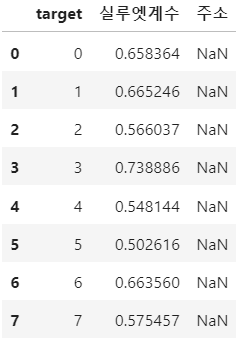 target 실루엣계수 주소
0 0 0.658364 NaN
1 1 0.665246 NaN
2 2 0.566037 NaN
3 3 0.738886 NaN
4 4 0.548144 NaN
5 5 0.502616 NaN
6 6 0.663560 NaN
7 7 0.575457 NaN